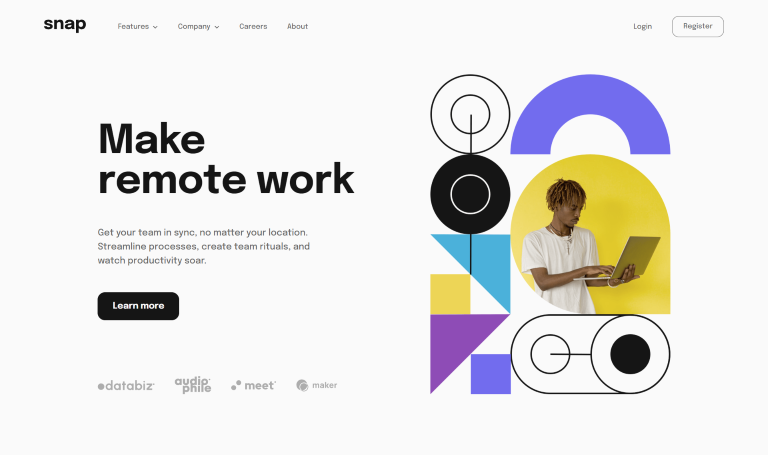 snap
Features
Company
Careers
About
Login
Register
Make
remote work
Get your team in sync, no matter your location.
Streamline processes, create team rituals, and
watch productivity soar.
Learn more
databiz
audiophile
meet
maker